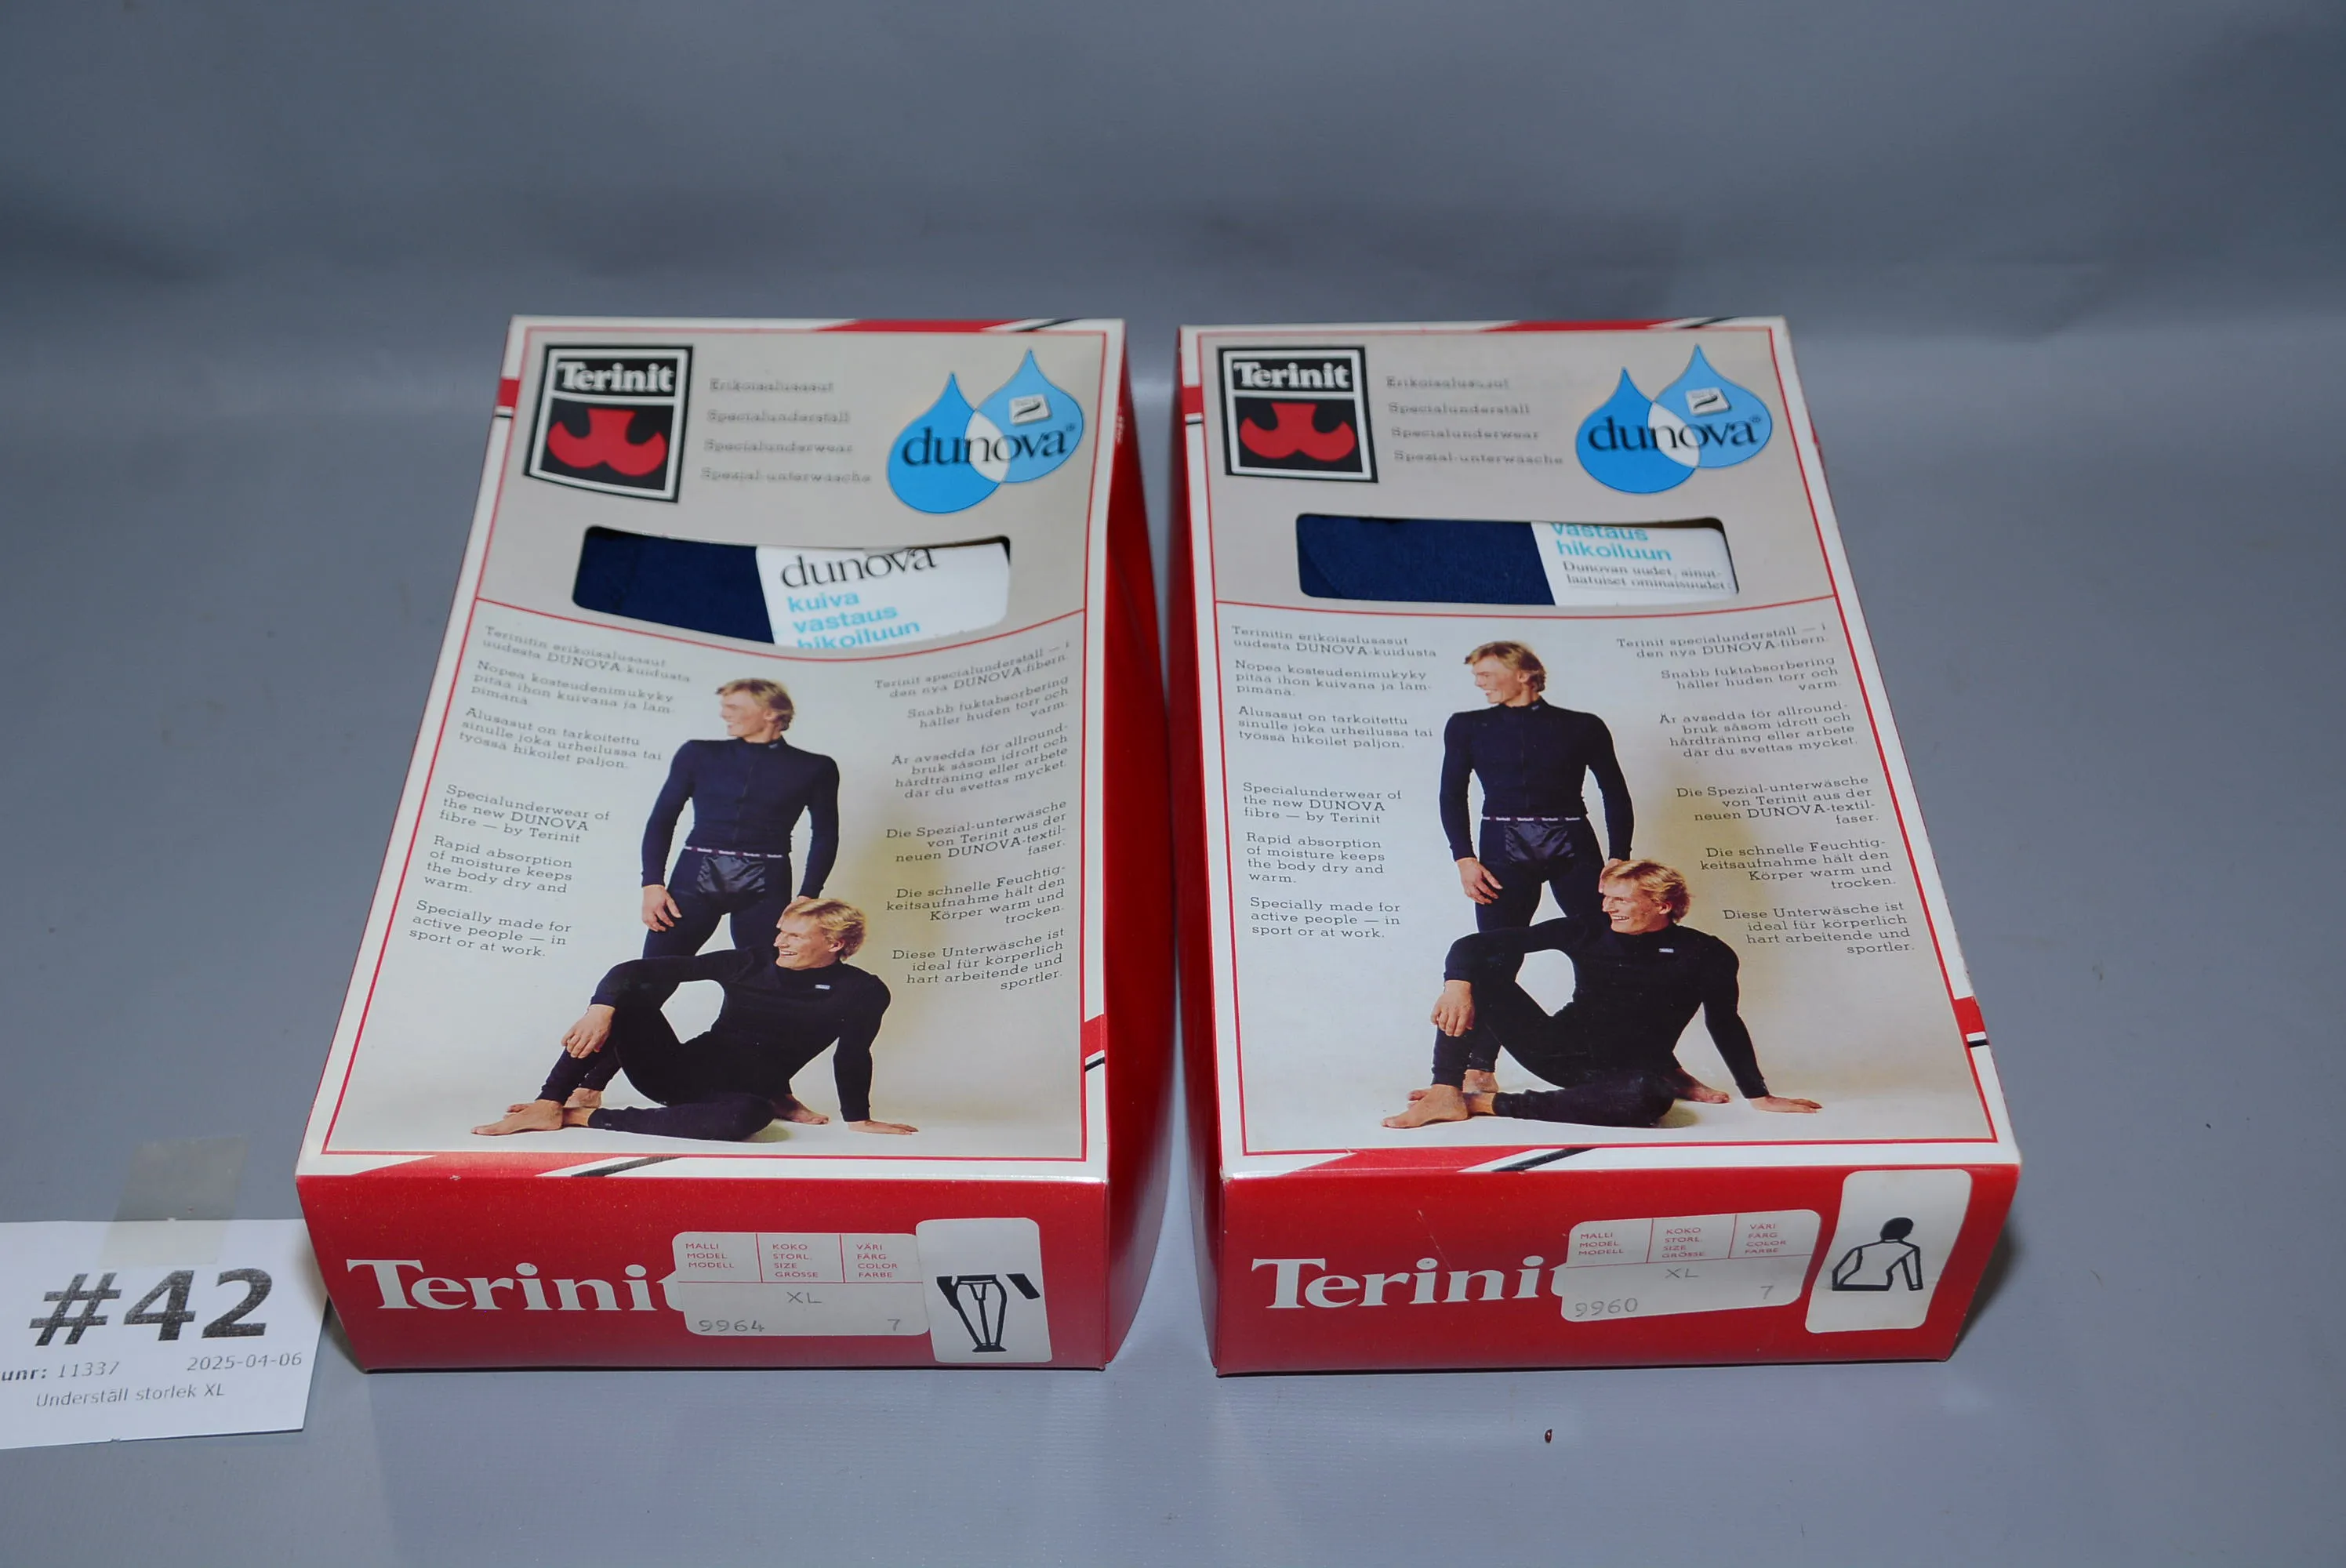 Terinit
Erikoisalusasut
Specialunderställ
Specialunderwear
Spezial-unterwäsche
dunova®
dunova
kuiva
vastaus
hikoiluun
Terinitin erikoisalusasut
uudesta DUNOVA-kuidusta
Nopea kosteudenimukyky
pitää ihon kuivana ja läm-
pimänä.
Alusasut on tarkoitettu
sinulle joka urheilussa tai
työssä hikoilet paljon.
Specialunderwear of
the new DUNOVA
fibre — by Terinit
Rapid absorption
of moisture keeps
the body dry and
warm.
Specially made for
active people — in
sport or at work.
Terinit specialunderställ — i
den nya DUNOVA-fibern.
Snabb fuktabsorbering
håller huden torr och
varm.
Är avsedda för allround-
bruk såsom idrott och
hårdträning eller arbete
där du svettas mycket.
Die Spezial-unterwäsche
von Terinit aus der
neuen DUNOVA-textil-
faser.
Die schnelle Feuchtig-
keitsaufnahme hält den
Körper warm und
trocken.
Diese Unterwäsche ist
ideal für körperlich
hart arbeitende und
sportler.
Terinit
MALLI
MODEL
MODELL
KOKO
STORL.
SIZE
GRÖSSE
VÄRI
FÄRG
COLOR
FARBE
XL
9964 7
Terinit
Erikoisalusasut
Specialunderställ
Specialunderwear
Spezial-unterwäsche
dunova®
vastaus
hikoiluun
Dunovan uudet, ainut-
laatuiset ominaisuudet:
Terinitin erikoisalusasut
uudesta DUNOVA-kuidusta
Nopea kosteudenimukyky
pitää ihon kuivana ja läm-
pimänä.
Alusasut on tarkoitettu
sinulle joka urheilussa tai
työssä hikoilet paljon.
Specialunderwear of
the new DUNOVA
fibre — by Terinit
Rapid absorption
of moisture keeps
the body dry and
warm.
Specially made for
active people — in
sport or at work.
Terinit specialunderställ — i
den nya DUNOVA-fibern.
Snabb fuktabsorbering
håller huden torr och
varm.
Är avsedda för allround-
bruk såsom idrott och
hårdträning eller arbete
där du svettas mycket.
Die Spezial-unterwäsche
von Terinit aus der
neuen DUNOVA-textil-
faser.
Die schnelle Feuchtig-
keitsaufnahme hält den
Körper warm und
trocken.
Diese Unterwäsche ist
ideal für körperlich
hart arbeitende und
sportler.
Terinit
MALLI
MODEL
MODELL
KOKO
STORL.
SIZE
GRÖSSE
VÄRI
FÄRG
COLOR
FARBE
XL
9960 7
#42
unr: 11337 2025-04-06
Underställ storlek XL